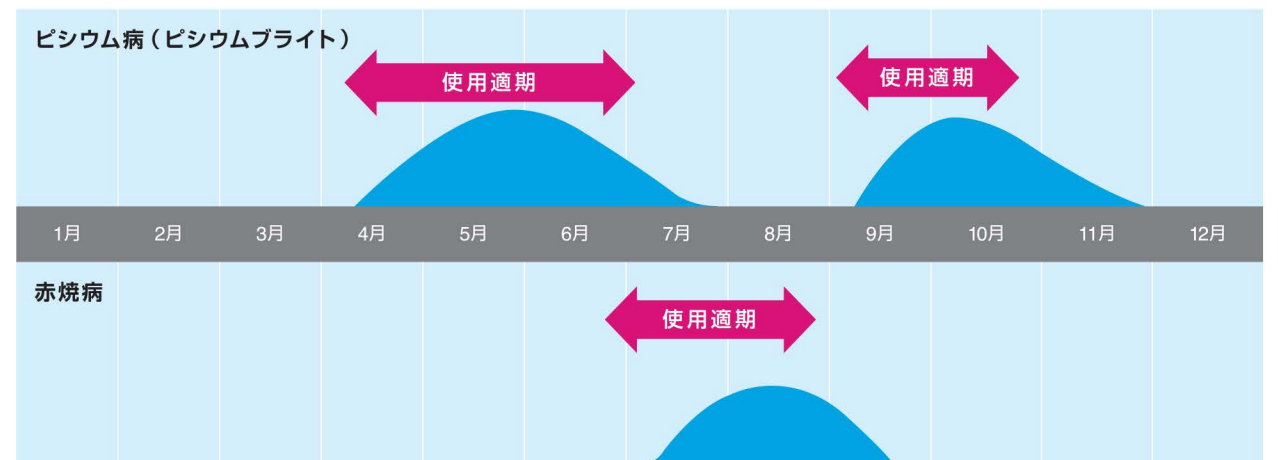 ピシウム病（ピシウムブライト）
使用適期
使用適期
1月 2月 3月 4月 5月 6月 7月 8月 9月 10月 11月 12月
赤焼病
使用適期